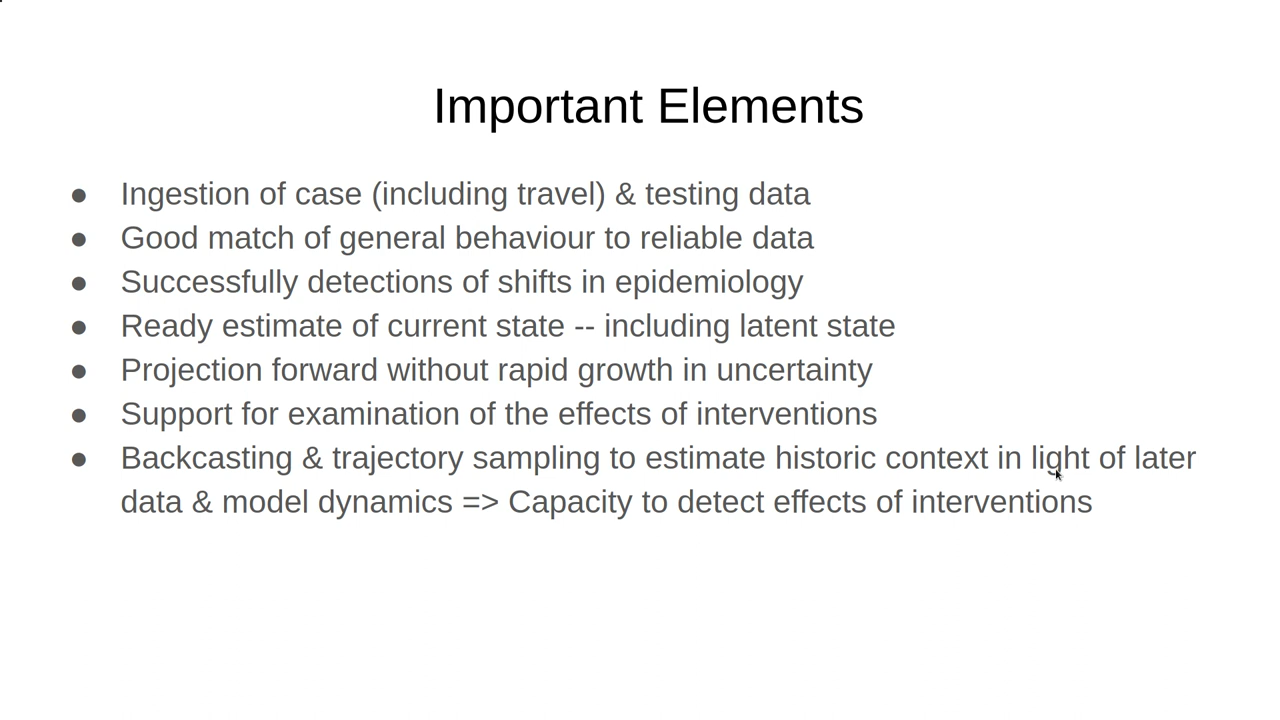 Important Elements
● Ingestion of case (including travel) & testing data
● Good match of general behaviour to reliable data
● Successfully detections of shifts in epidemiology
● Ready estimate of current state -- including latent state
● Projection forward without rapid growth in uncertainty
● Support for examination of the effects of interventions
● Backcasting & trajectory sampling to estimate historic context in light of later
data & model dynamics => Capacity to detect effects of interventions